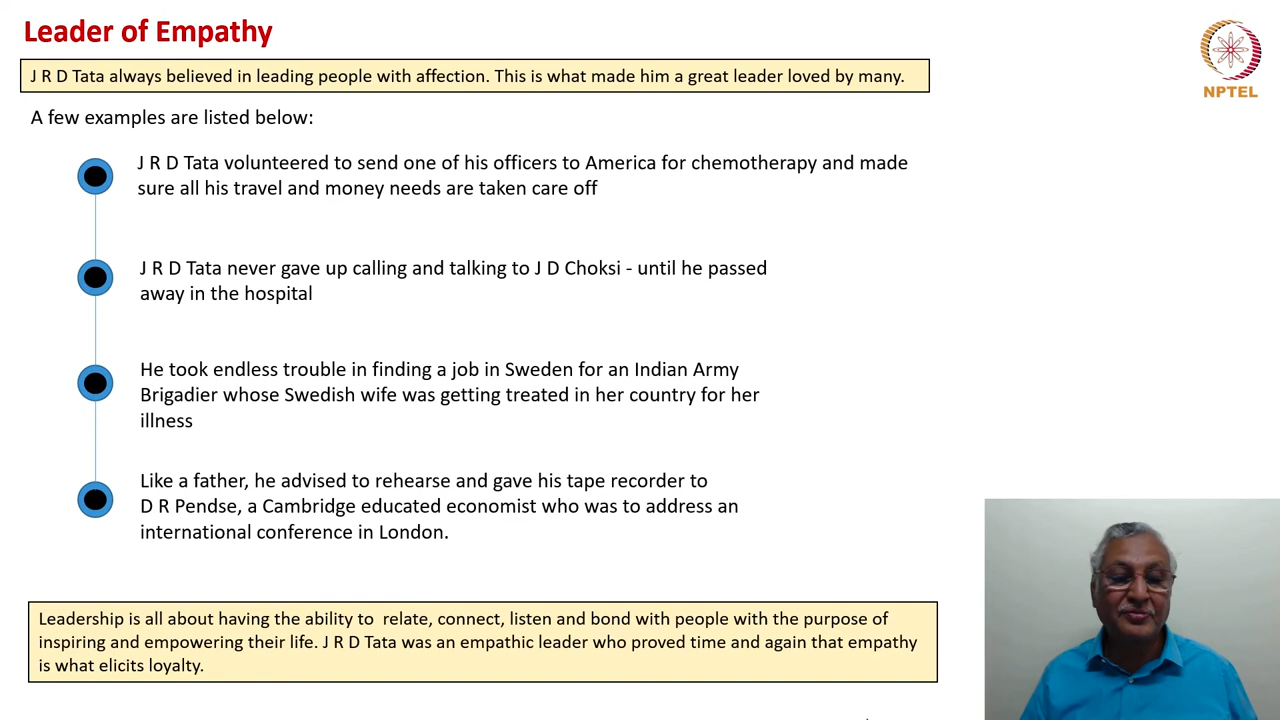 Leader of Empathy
J R D Tata always believed in leading people with affection. This is what made him a great leader loved by many.
NPTEL
A few examples are listed below:
J R D Tata volunteered to send one of his officers to America for chemotherapy and made
sure all his travel and money needs are taken care off
J R D Tata never gave up calling and talking to J D Choksi - until he passed
away in the hospital
He took endless trouble in finding a job in Sweden for an Indian Army
Brigadier whose Swedish wife was getting treated in her country for her
illness
Like a father, he advised to rehearse and gave his tape recorder to
D R Pendse, a Cambridge educated economist who was to address an
international conference in London.
Leadership is all about having the ability to  relate, connect, listen and bond with people with the purpose of
inspiring and empowering their life. J R D Tata was an empathic leader who proved time and again that empathy
is what elicits loyalty.